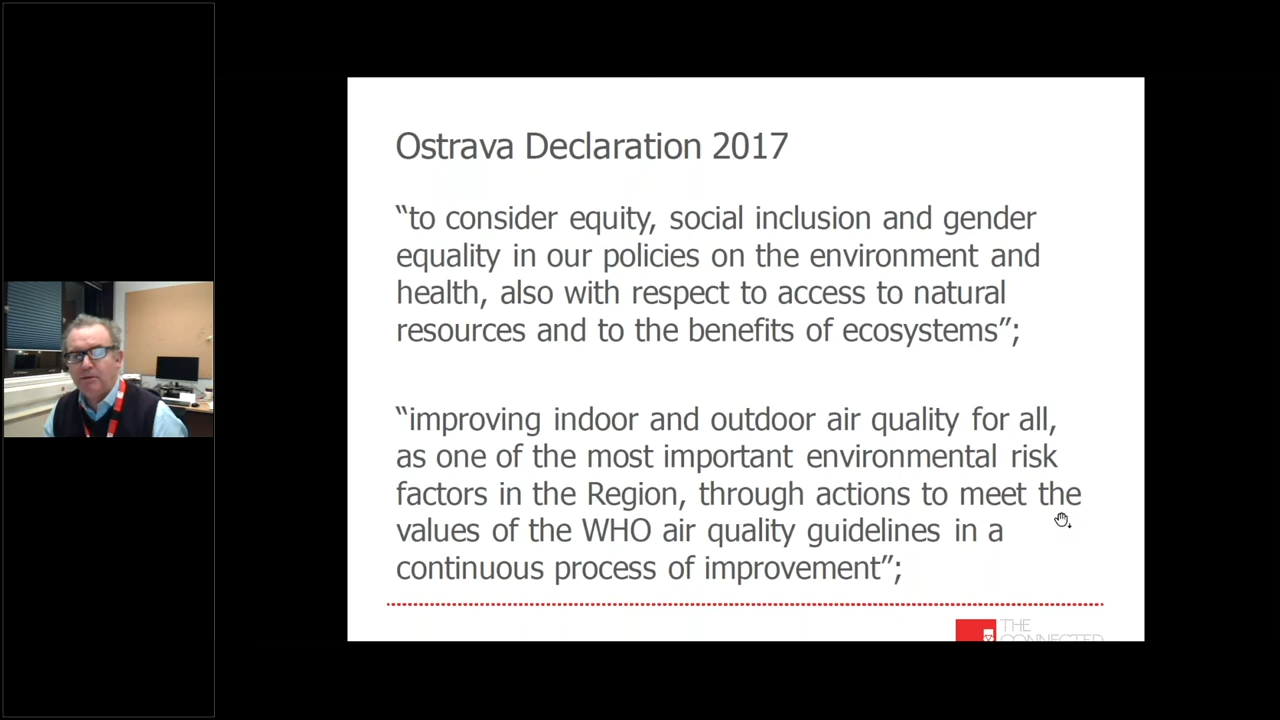 Ostrava Declaration 2017
“to consider equity, social inclusion and gender
equality in our policies on the environment and
health, also with respect to access to natural
resources and to the benefits of ecosystems”;
“improving indoor and outdoor air quality for all,
as one of the most important environmental risk
factors in the Region, through actions to meet the
values of the WHO air quality guidelines in a
continuous process of improvement”;
THE
CONNECTED